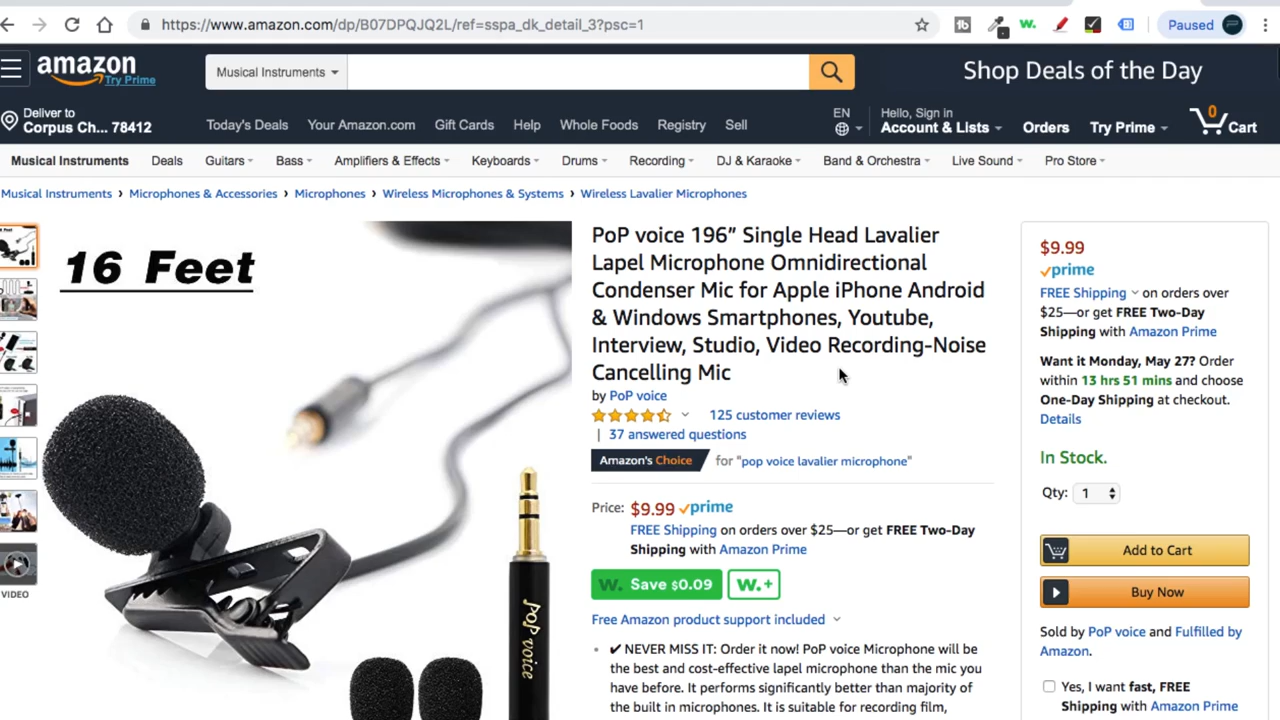 https://www.amazon.com/dp/B07DPQJQ2L/ref=sspa_dk_detail_3?psc=1
Paused
amazon
Try Prime
Musical Instruments
Shop Deals of the Day
Deliver to
Corpus Ch... 78412
Today's Deals Your Amazon.com Gift Cards Help Whole Foods Registry Sell
EN
Hello, Sign in
Account & Lists
Orders
Try Prime
0
Cart
Musical Instruments Deals Guitars Bass Amplifiers & Effects Keyboards Drums Recording DJ & Karaoke Band & Orchestra Live Sound Pro Store
Musical Instruments › Microphones & Accessories › Microphones › Wireless Microphones & Systems › Wireless Lavalier Microphones
16 Feet
POP voice
VIDEO
PoP voice 196” Single Head Lavalier
Lapel Microphone Omnidirectional
Condenser Mic for Apple iPhone Android
& Windows Smartphones, Youtube,
Interview, Studio, Video Recording-Noise
Cancelling Mic
by PoP voice
125 customer reviews
| 37 answered questions
Amazon's Choice for "pop voice lavalier microphone"
Price: $9.99 prime
FREE Shipping on orders over $25—or get FREE Two-Day
Shipping with Amazon Prime
w. Save $0.09 w.+
Free Amazon product support included
✔ NEVER MISS IT: Order it now! PoP voice Microphone will be
the best and cost-effective lapel microphone than the mic you
have before. It performs significantly better than majority of
the built in microphones. It is suitable for recording film,
$9.99
prime
FREE Shipping on orders over
$25—or get FREE Two-Day
Shipping with Amazon Prime
Want it Monday, May 27? Order
within 13 hrs 51 mins and choose
One-Day Shipping at checkout.
Details
In Stock.
Qty: 1
Add to Cart
Buy Now
Sold by PoP voice and Fulfilled by
Amazon.
Yes, I want fast, FREE
Shipping with Amazon Prime